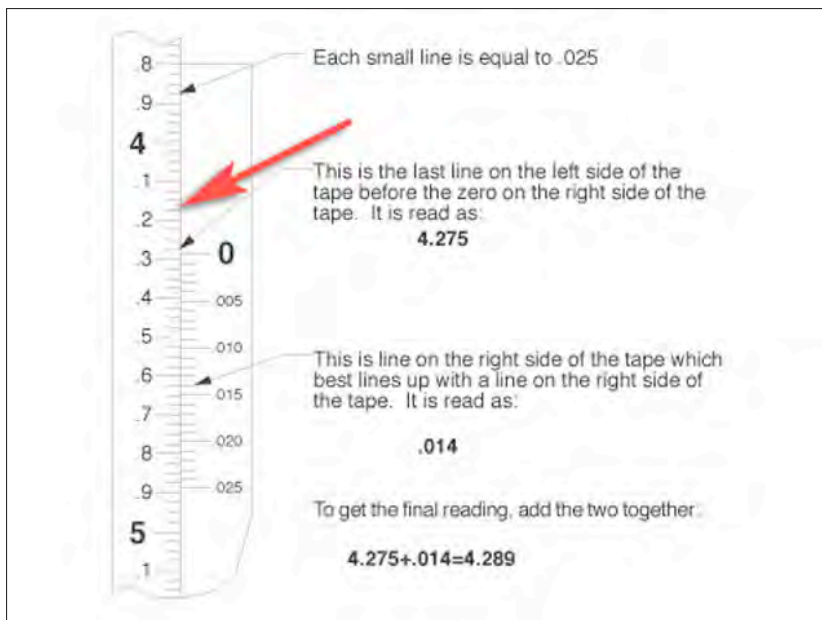 .8
Each small line is equal to .025
.9
4
.1
This is the last line on the left side of the
tape before the zero on the right side of the
tape. It is read as:
4.275
.2
0
.3
.4
.005
.5
.010
This is line on the right side of the tape which
best lines up with a line on the right side of
the tape. It is read as:
.6
.015
.7
.014
.020
.8
.025
.9
To get the final reading, add the two together:
5
4.275+.014=4.289
.1